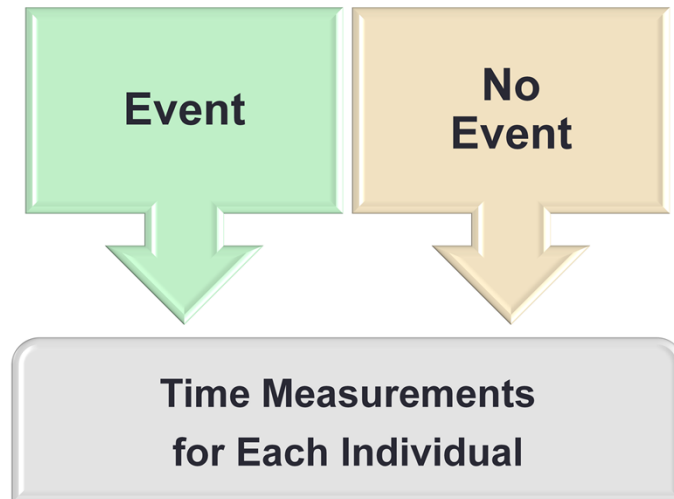 Event
No
Event
Time Measurements
for Each Individual